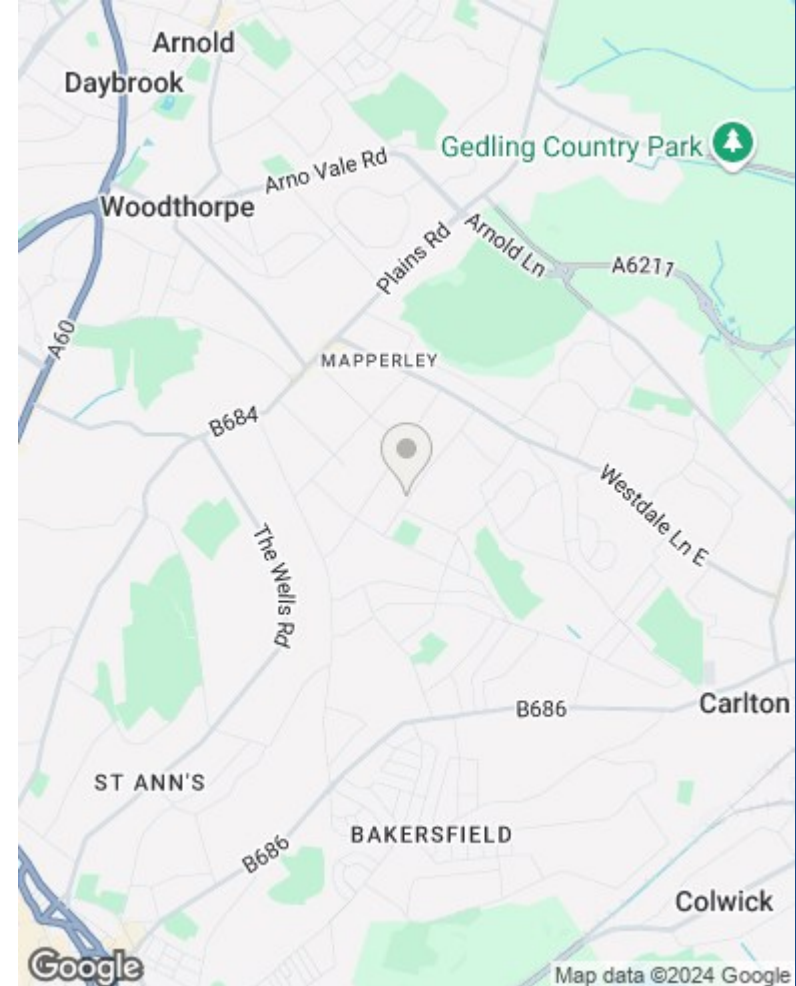 Arnold
Daybrook
Gedling Country Park
Arno Vale Rd
Woodthorpe
Plains Rd
Arnold Ln
A6211
A60
MAPPERLEY
B684
Westdale Ln E
The Wells Rd
Carlton
B686
ST ANN'S
BAKERSFIELD
B686
Colwick
Google
Map data ©2024 Google